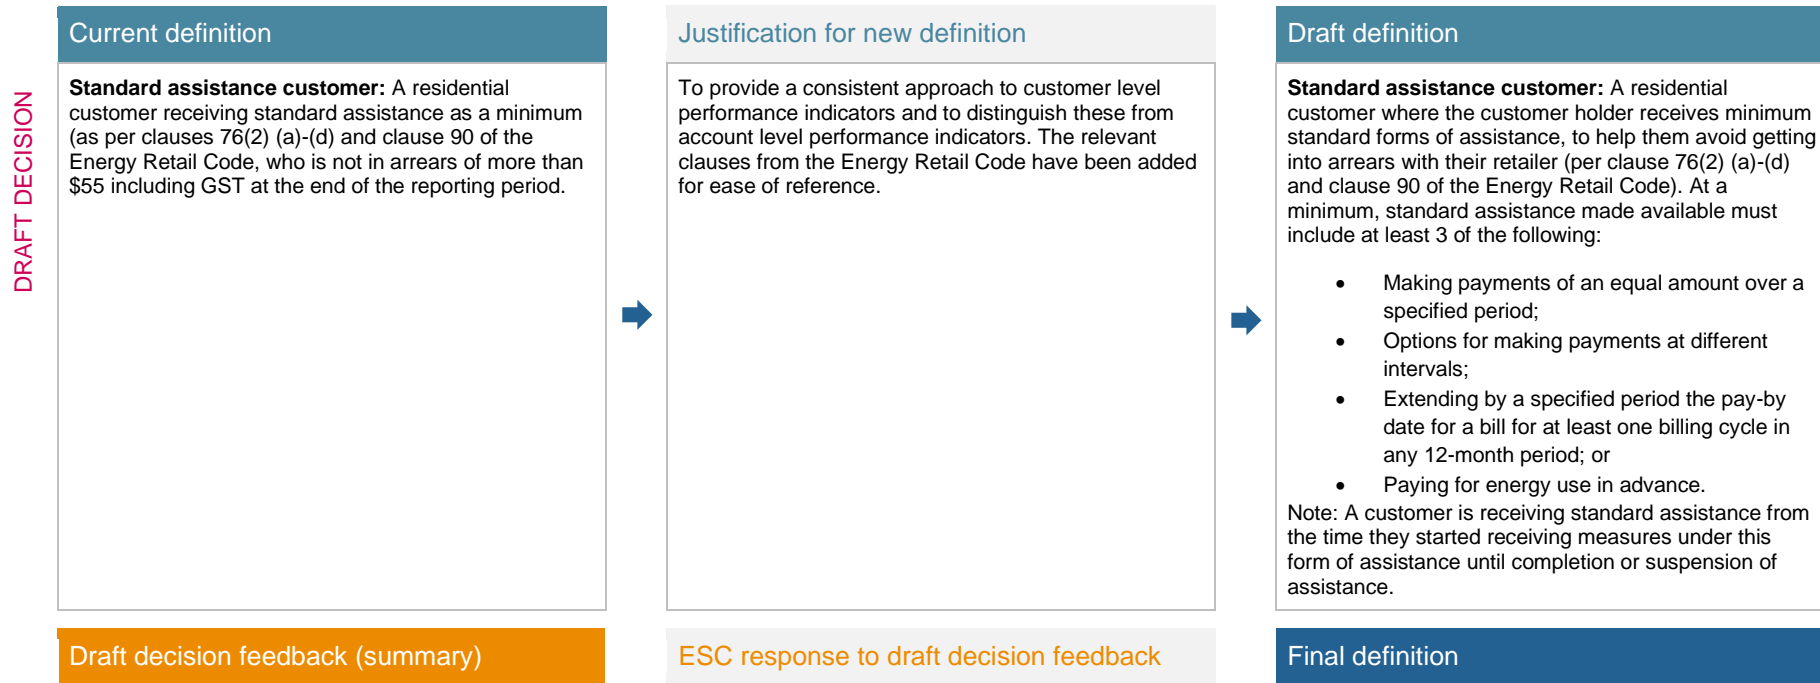 DRAFT DECISION
Current definition
Standard assistance customer: A residential
customer receiving standard assistance as a minimum
(as per clauses 76(2) (a)-(d) and clause 90 of the
Energy Retail Code, who is not in arrears of more than
$55 including GST at the end of the reporting period.
Justification for new definition
To provide a consistent approach to customer level
performance indicators and to distinguish these from
account level performance indicators. The relevant
clauses from the Energy Retail Code have been added
for ease of reference.
Draft definition
Standard assistance customer: A residential
customer where the customer holder receives minimum
standard forms of assistance, to help them avoid getting
into arrears with their retailer (per clause 76(2) (a)-(d)
and clause 90 of the Energy Retail Code). At a
minimum, standard assistance made available must
include at least 3 of the following:
• Making payments of an equal amount over a
specified period;
• Options for making payments at different
intervals;
• Extending by a specified period the pay-by
date for a bill for at least one billing cycle in
any 12-month period; or
• Paying for energy use in advance.
Note: A customer is receiving standard assistance from
the time they started receiving measures under this
form of assistance until completion or suspension of
assistance.
Draft decision feedback (summary)
ESC response to draft decision feedback
Final definition